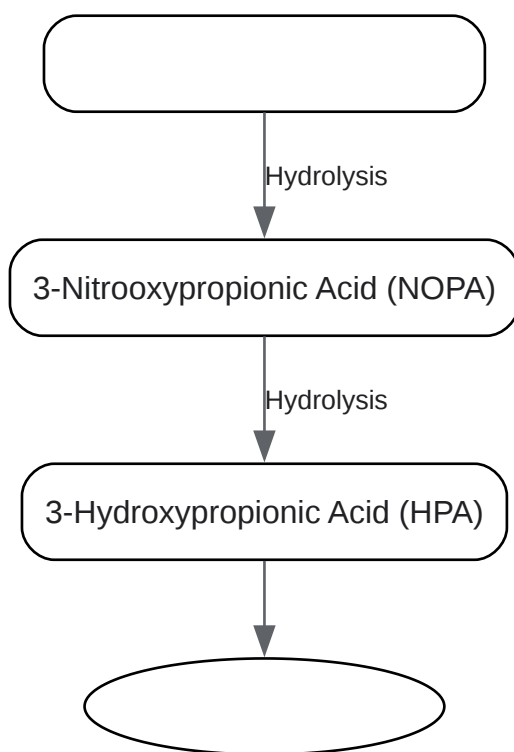 Hydrolysis
3-Nitrooxypropionic Acid (NOPA)
Hydrolysis
3-Hydroxypropionic Acid (HPA)